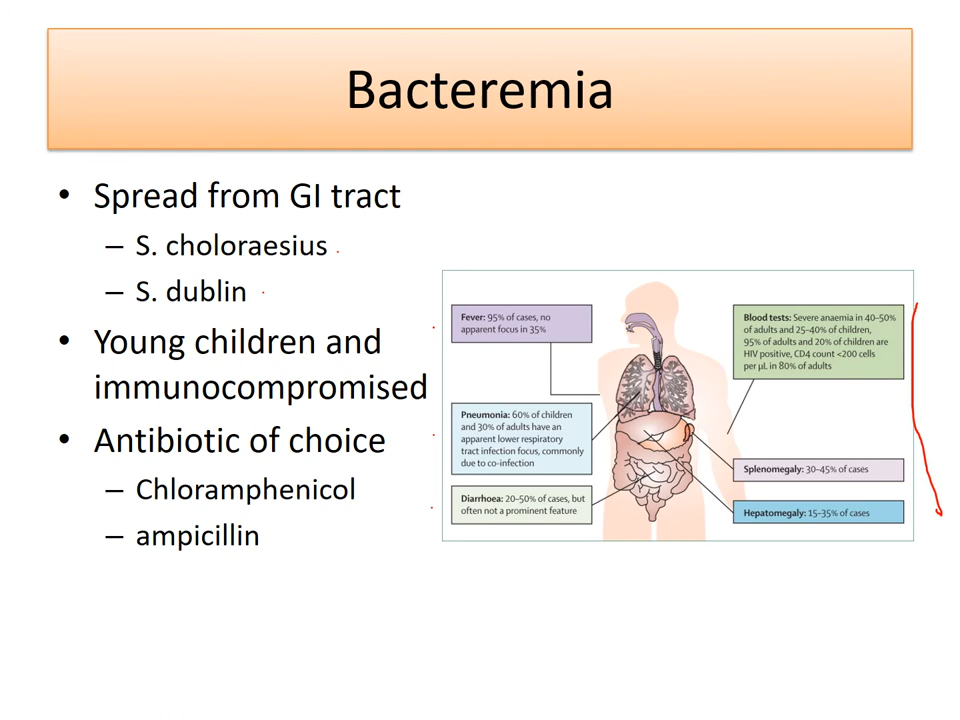 Bacteremia
• Spread from GI tract
– S. choloraesius
– S. dublin
• Young children and
immunocompromised
• Antibiotic of choice
– Chloramphenicol
– ampicillin
Fever: 95% of cases, no
apparent focus in 35%
Pneumonia: 60% of children
and 30% of adults have an
apparent lower respiratory
tract infection focus, commonly
due to co-infection
Diarrhoea: 20–50% of cases, but
often not a prominent feature
Blood tests: Severe anaemia in 40–50%
of adults and 25–40% of children,
95% of adults and 20% of children are
HIV positive, CD4 count <200 cells
per µL in 80% of adults
Splenomegaly: 30–45% of cases
Hepatomegaly: 15–35% of cases